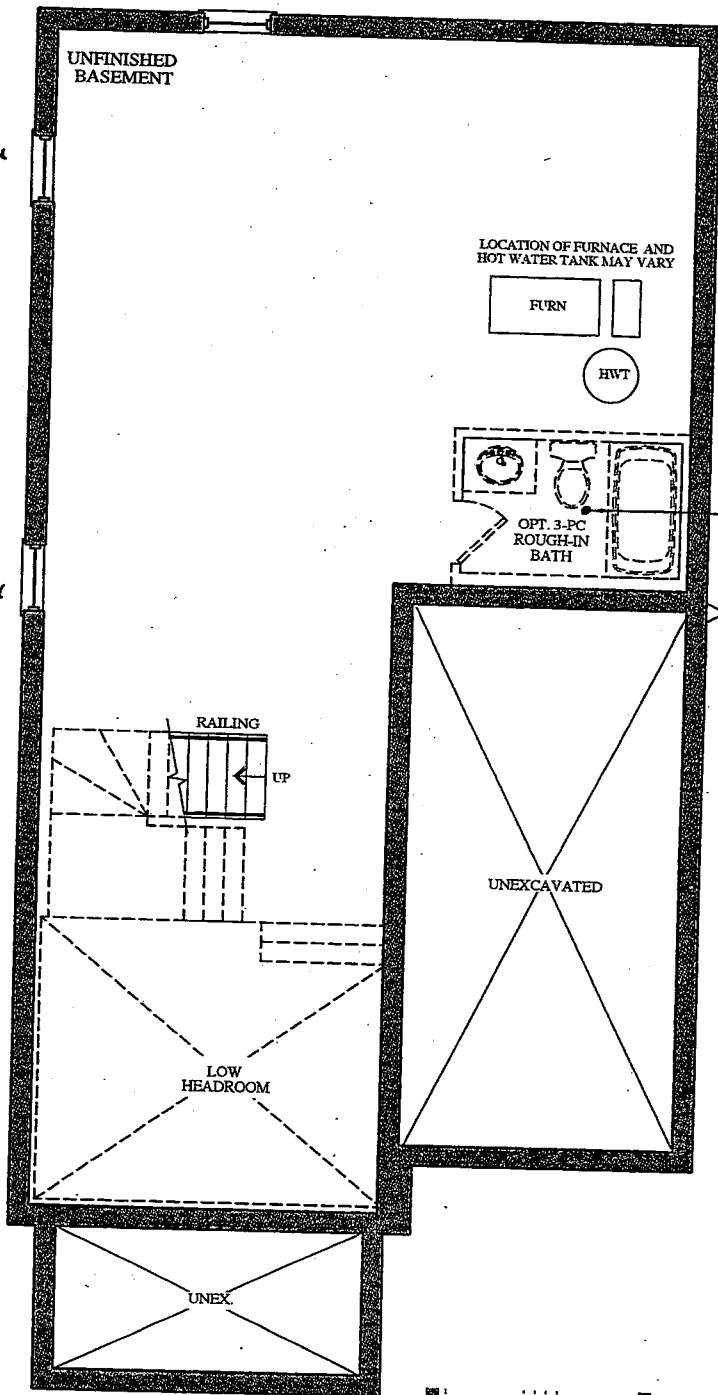 UNFINISHED
BASEMENT
LOCATION OF FURNACE AND
HOT WATER TANK MAY VARY
FURN
HWT
OPT. 3-PC
ROUGH-IN
BATH
RAILING
UP
UNEXCAVATED
LOW
HEADROOM
UNEX.